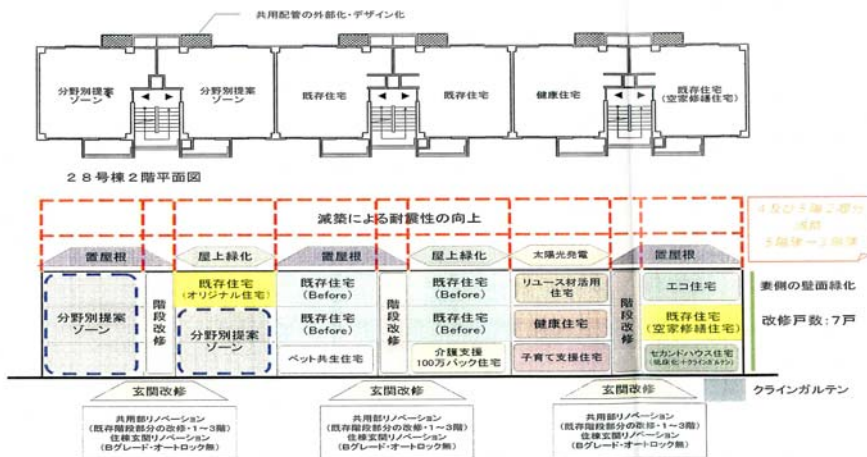 共用配管の外部化・デザイン化
分野別提案
ゾーン
分野別提案
ゾーン
既存住宅
既存住宅
健康住宅
既存住宅
(空家修繕住宅)
28号棟2階平面図
減築による耐震性の向上
置屋根
屋上緑化
置屋根
屋上緑化
太陽光発電
置屋根
分野別提案
ゾーン
階段改修
既存住宅
(オリジナル住宅)
分野別提案
ゾーン
既存住宅
(Before)
既存住宅
(Before)
ペット共生住宅
階段改修
既存住宅
(Before)
既存住宅
(Before)
介護支援
100万パック住宅
リユース材活用
住宅
健康住宅
子育て支援住宅
階段改修
エコ住宅
既存住宅
(空家修繕住宅)
セカンドハウス住宅
妻側の壁面緑化
改修戸数:7戸
クラインガルテン
玄関改修
玄関改修
玄関改修
共用部リノベーション
(既存階段部分の改修・1~3階)
住棟玄関リノベーション
(Bグレード・オートロック無)
共用部リノベーション
(既存階段部分の改修・1~3階)
住棟玄関リノベーション
(Bグレード・オートロック無)
共用部リノベーション
(既存階段部分の改修・1~3階)
住棟玄関リノベーション
(Bグレード・オートロック無)